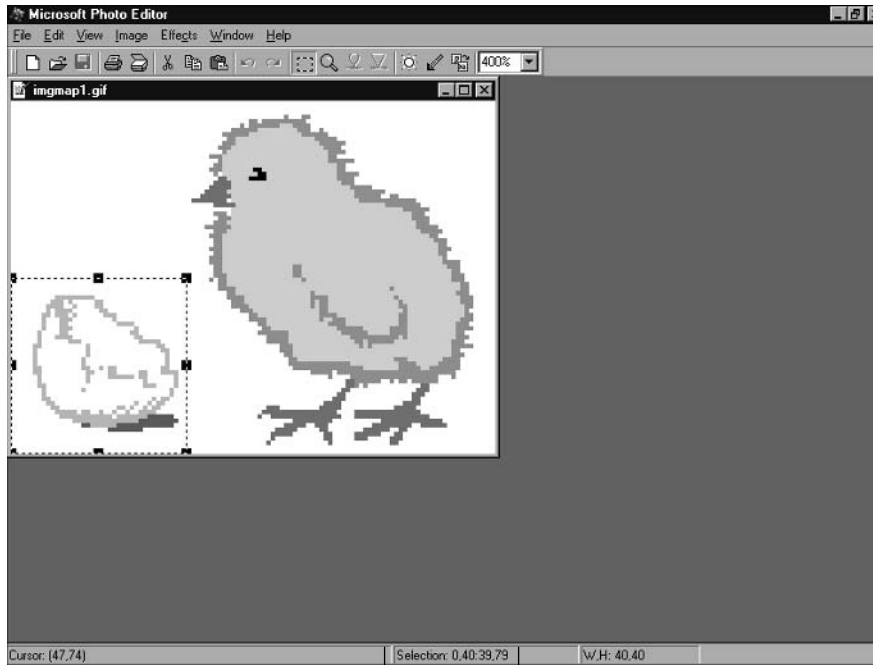 Microsoft Photo Editor
File Edit View Image Effects Window Help
400%
imgmap1.gif
Cursor: (47,74) Selection: 0,40:39,79 W,H: 40,40